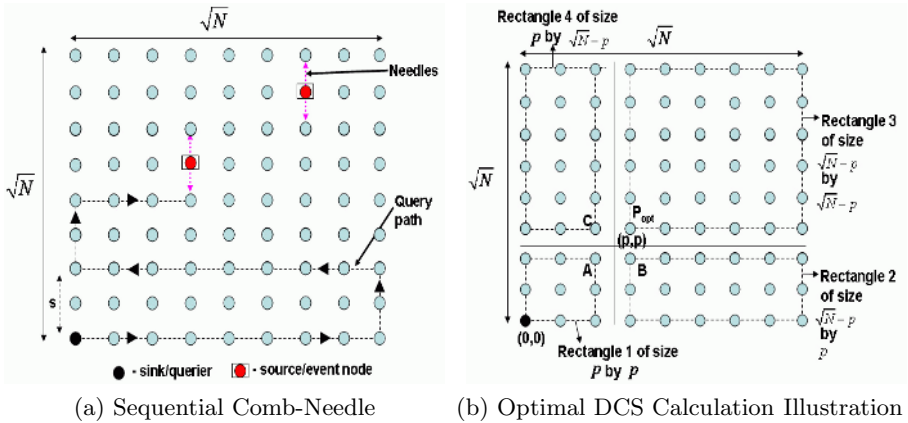 √N
Needles
√N
Query
path
s
- sink/querier
- source/event node
(a) Sequential Comb-Needle
Rectangle 4 of size
p by √N−p
√N
√N
Rectangle 3
of size
√N−p
by
√N−p
C
P_opt
(p,p)
A
B
Rectangle 2
of size
√N−p
by
p
(0,0)
Rectangle 1 of size
p by p
(b) Optimal DCS Calculation Illustration